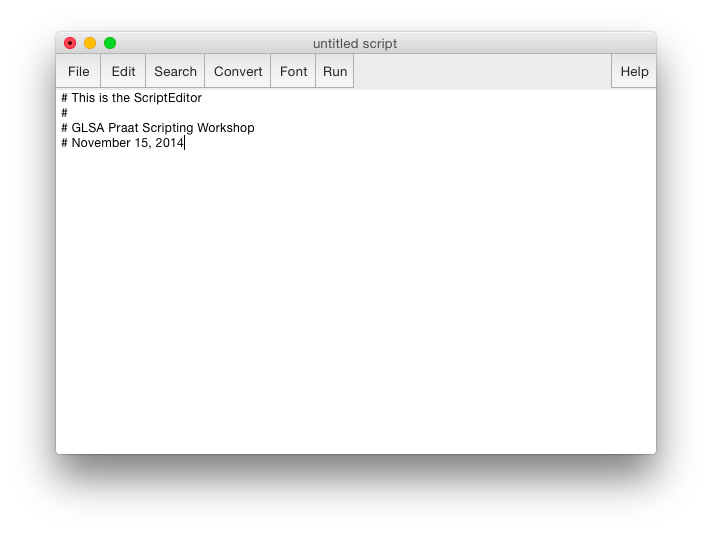 untitled script
File Edit Search Convert Font Run Help
# This is the ScriptEditor
#
# GLSA Praat Scripting Workshop
# November 15, 2014